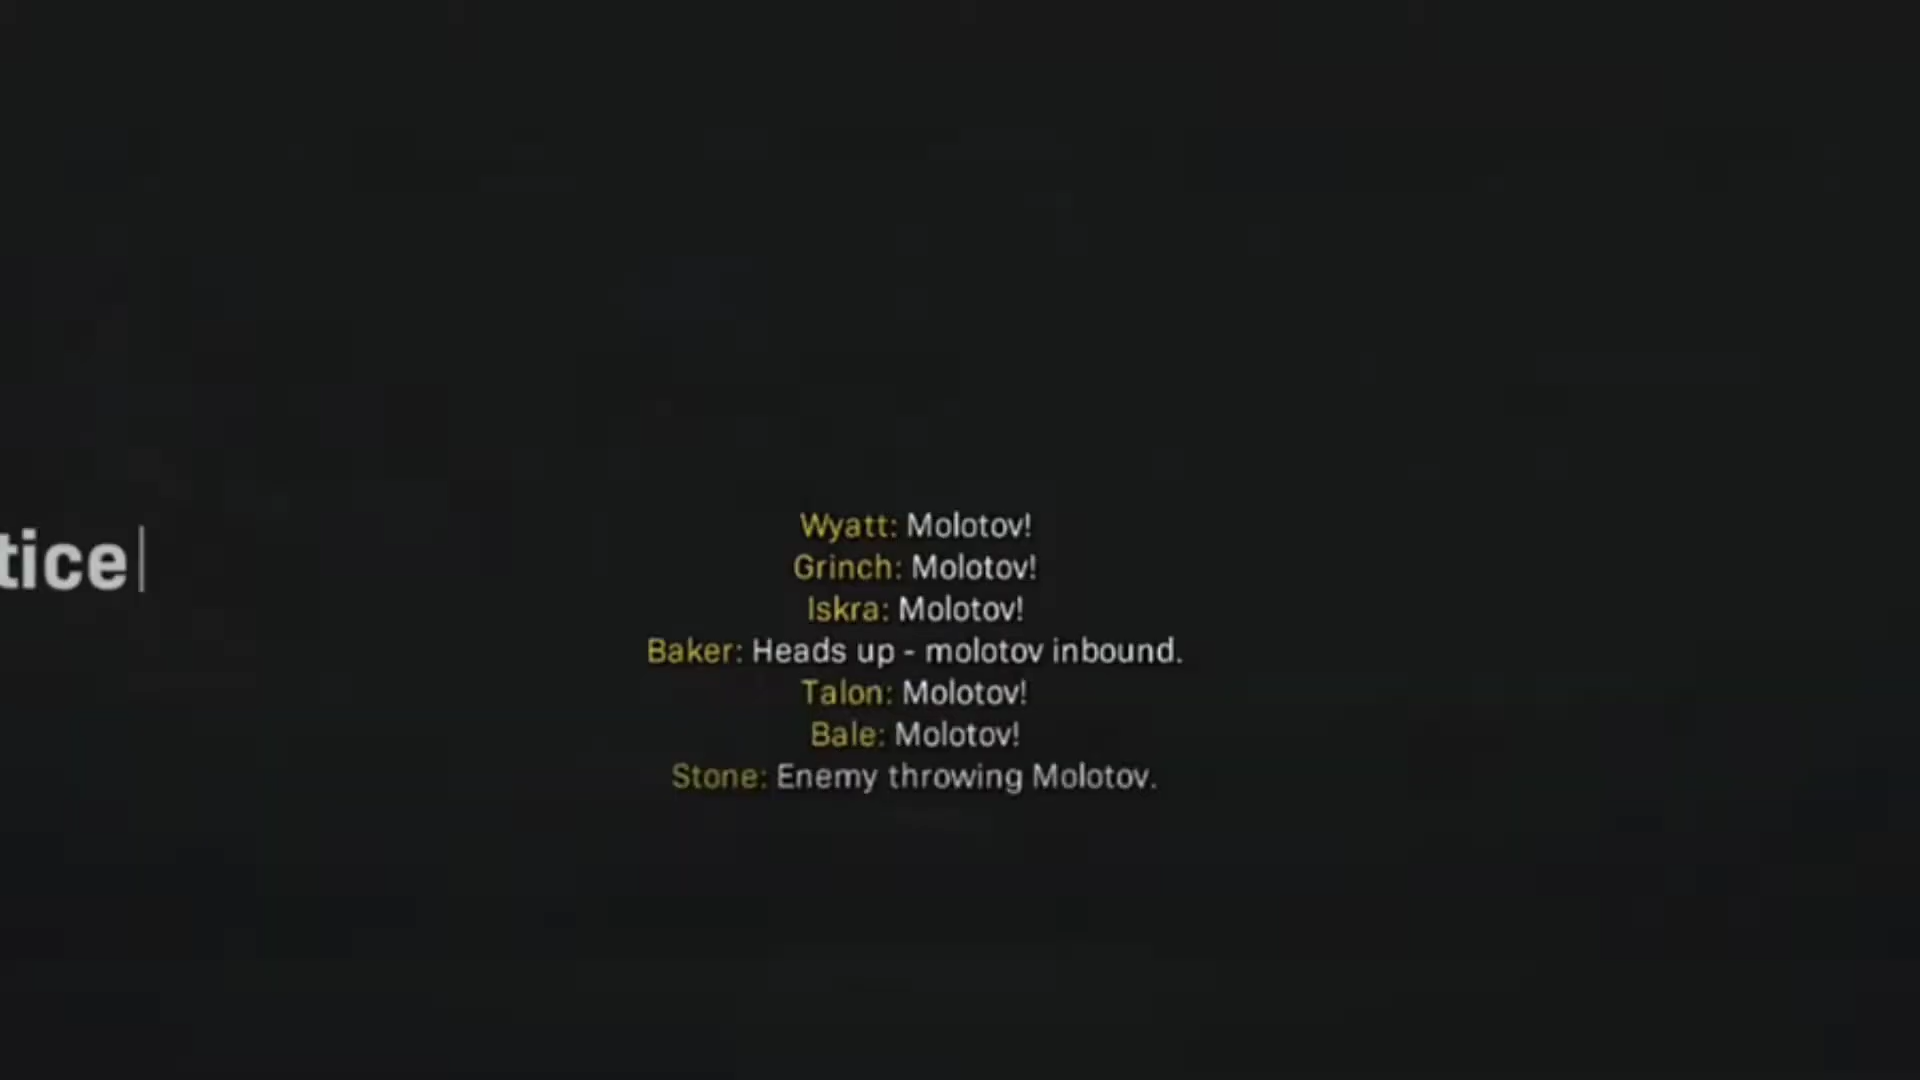 Wyatt: Molotov!
Grinch: Molotov!
Iskra: Molotov!
tice
Baker: Heads up - molotov inbound.
Talon: Molotov!
Bale: Molotov!
Stone: Enemy throwing Molotov.